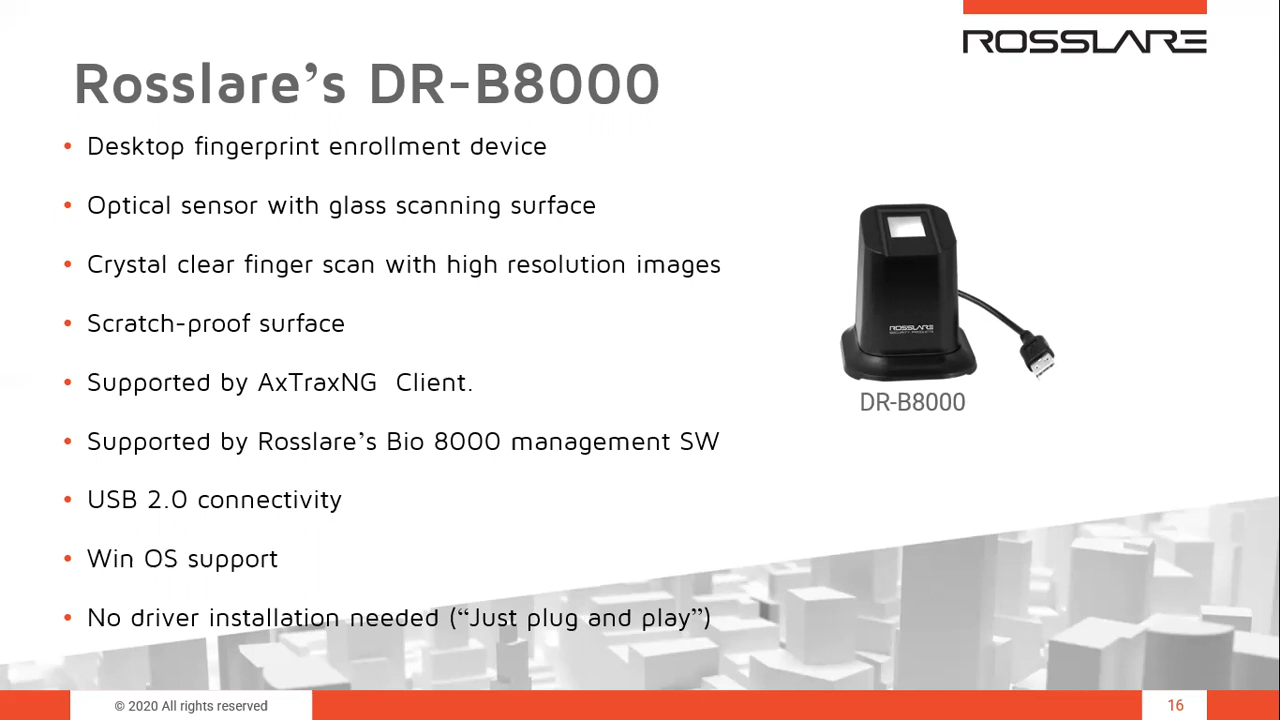 ROSSLARE
Rosslare’s DR-B8000
• Desktop fingerprint enrollment device
• Optical sensor with glass scanning surface
• Crystal clear finger scan with high resolution images
• Scratch-proof surface
• Supported by AxTraxNG  Client.
• Supported by Rosslare’s Bio 8000 management SW
• USB 2.0 connectivity
• Win OS support
• No driver installation needed (“Just plug and play”)
ROSSLARE
SECURITY PRODUCTS
DR-B8000
© 2020 All rights reserved
16